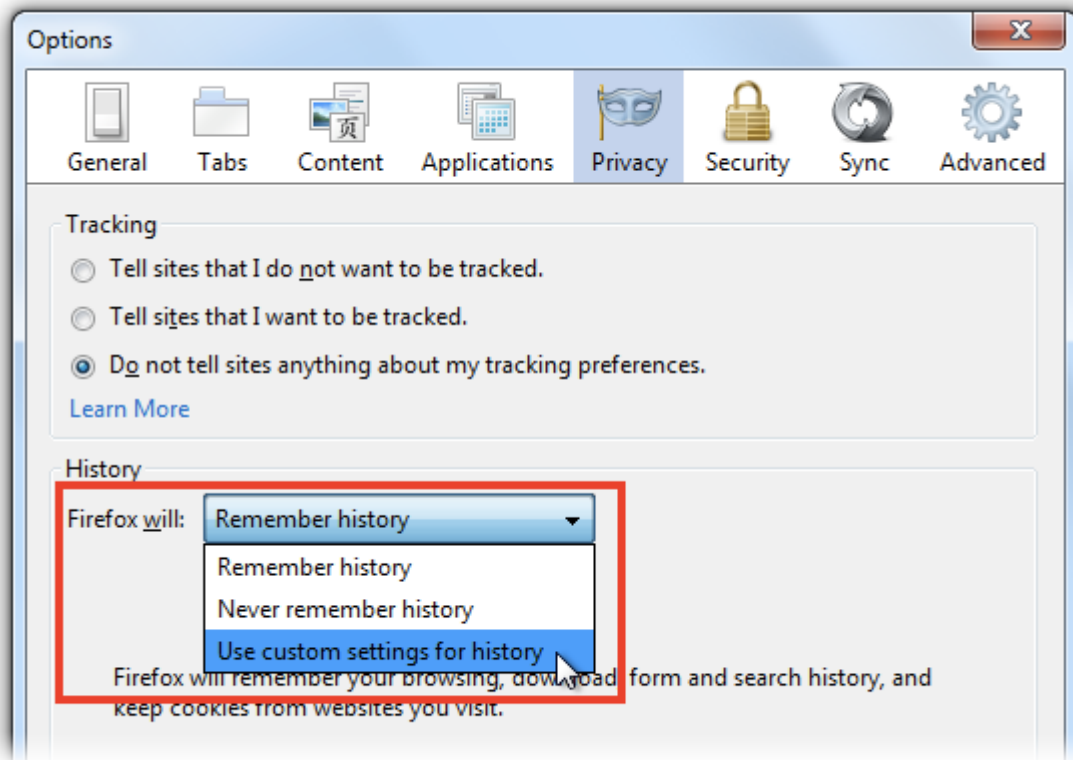 Options
General Tabs Content Applications Privacy Security Sync Advanced
页
Tracking
Tell sites that I do not want to be tracked.
Tell sites that I want to be tracked.
Do not tell sites anything about my tracking preferences.
Learn More
History
Firefox will: Remember history
Remember history
Never remember history
Use custom settings for history
Firefox will remember your browsing, download, form and search history, and
keep cookies from websites you visit.